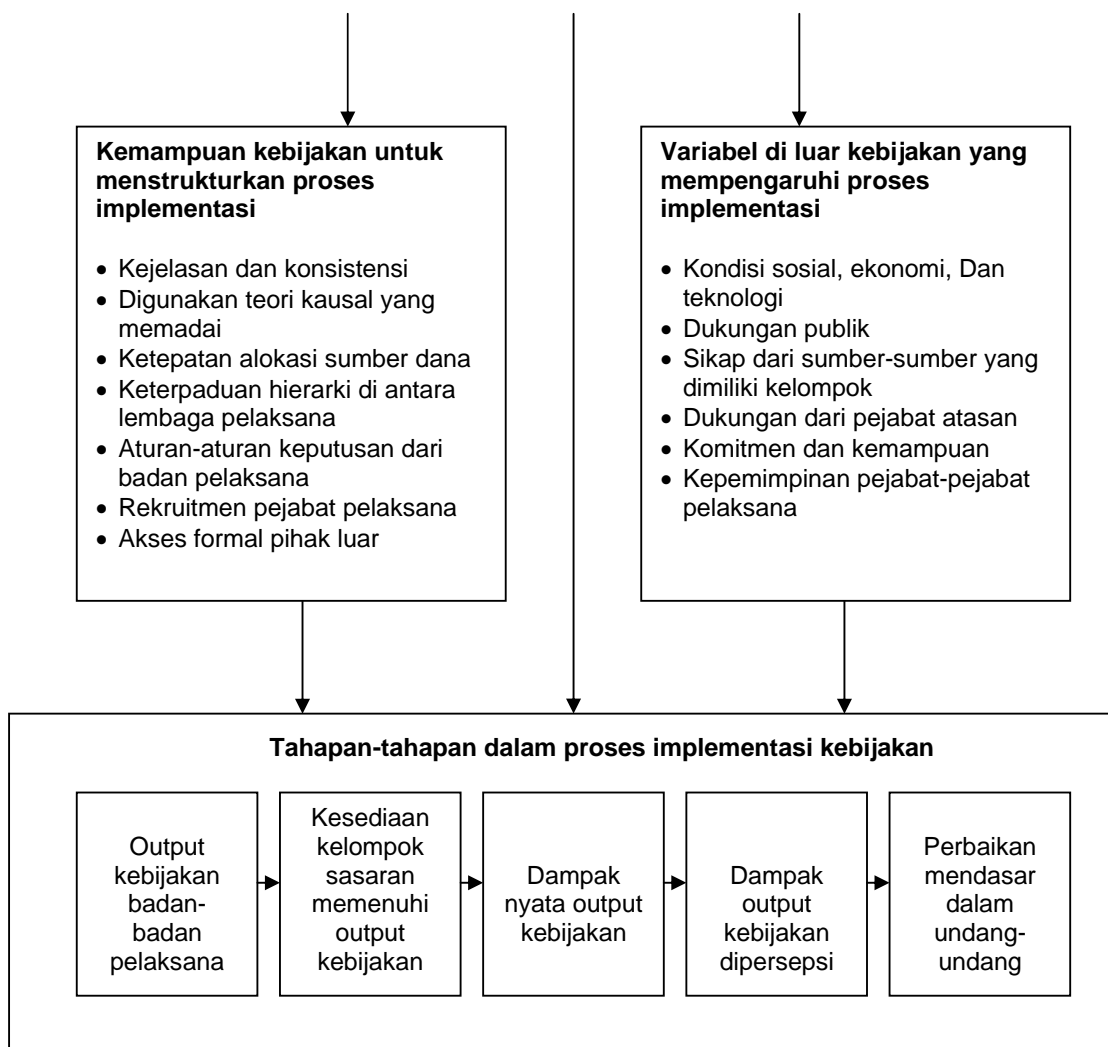 Kemampuan kebijakan untuk
menstrukturkan proses
implementasi
• Kejelasan dan konsistensi
• Digunakan teori kausal yang
memadai
• Ketepatan alokasi sumber dana
• Keterpaduan hierarki di antara
lembaga pelaksana
• Aturan-aturan keputusan dari
badan pelaksana
• Rekruitmen pejabat pelaksana
• Akses formal pihak luar
Variabel di luar kebijakan yang
mempengaruhi proses
implementasi
• Kondisi sosial, ekonomi, Dan
teknologi
• Dukungan publik
• Sikap dari sumber-sumber yang
dimiliki kelompok
• Dukungan dari pejabat atasan
• Komitmen dan kemampuan
• Kepemimpinan pejabat-pejabat
pelaksana
Tahapan-tahapan dalam proses implementasi kebijakan
Output
kebijakan
badan-
badan
pelaksana
Kesediaan
kelompok
sasaran
memenuhi
output
kebijakan
Dampak
nyata output
kebijakan
Dampak
output
kebijakan
dipersepsi
Perbaikan
mendasar
dalam
undang-
undang